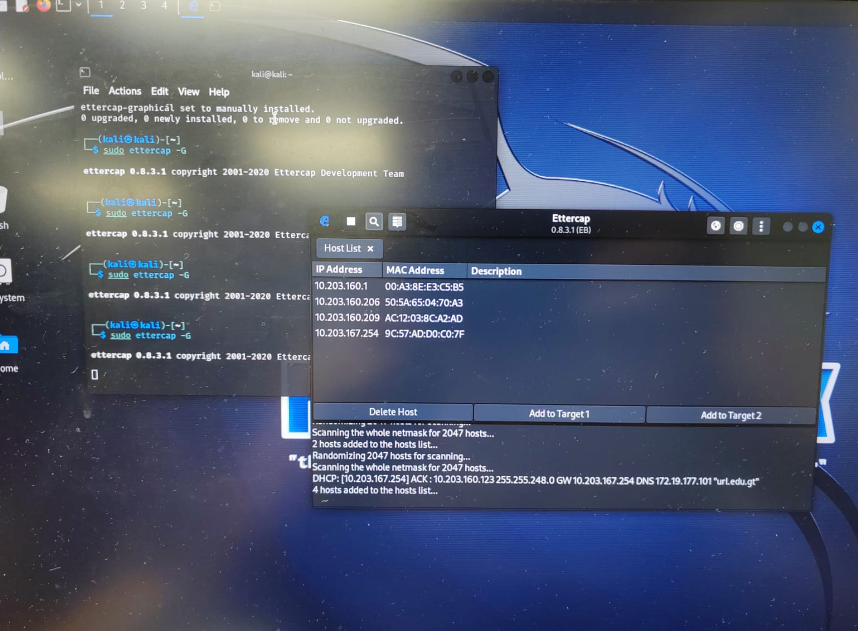 1 2 3 4
kali@kali: ~
File Actions Edit View Help
ettercap-graphical set to manually installed.
0 upgraded, 0 newly installed, 0 to remove and 0 not upgraded.
(kali㉿kali)-[~]
$ sudo ettercap -G
ettercap 0.8.3.1 copyright 2001-2020 Ettercap Development Team
(kali㉿kali)-[~]
$ sudo ettercap -G
ettercap 0.8.3.1 copyright 2001-2020 Etterca
(kali㉿kali)-[~]
$ sudo ettercap -G
ettercap 0.8.3.1 copyright 2001-2020 Etterca
(kali㉿kali)-[~]
$ sudo ettercap -G
ettercap 0.8.3.1 copyright 2001-2020 Etterca
sh
ystem
ome
Ettercap
0.8.3.1 (EB)
Host List ×
IP Address MAC Address Description
10.203.160.1 00:A3:8E:E3:C5:B5
10.203.160.206 50:5A:65:04:70:A3
10.203.160.209 AC:12:03:8C:A2:AD
10.203.167.254 9C:57:AD:D0:C0:7F
Delete Host Add to Target 1 Add to Target 2
Scanning the whole netmask for 2047 hosts...
2 hosts added to the hosts list...
Randomizing 2047 hosts for scanning...
Scanning the whole netmask for 2047 hosts...
DHCP: [10.203.167.254] ACK : 10.203.160.123 255.255.248.0 GW 10.203.167.254 DNS 172.19.177.101 "url.edu.gt"
4 hosts added to the hosts list...
"t